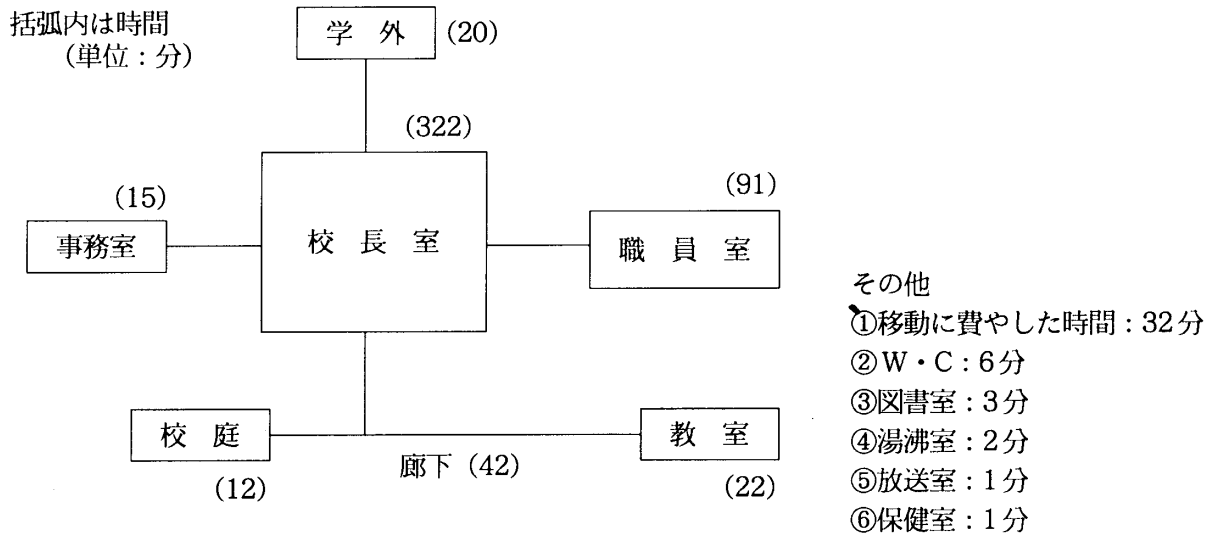 括弧内は時間
(単位:分)
学 外 (20)
(322)
(15)
(91)
事務室
校 長 室
職 員 室
校 庭
教 室
廊下 (42)
(12)
(22)
その他
①移動に費やした時間:32分
②W・C:6分
③図書室:3分
④湯沸室:2分
⑤放送室:1分
⑥保健室:1分